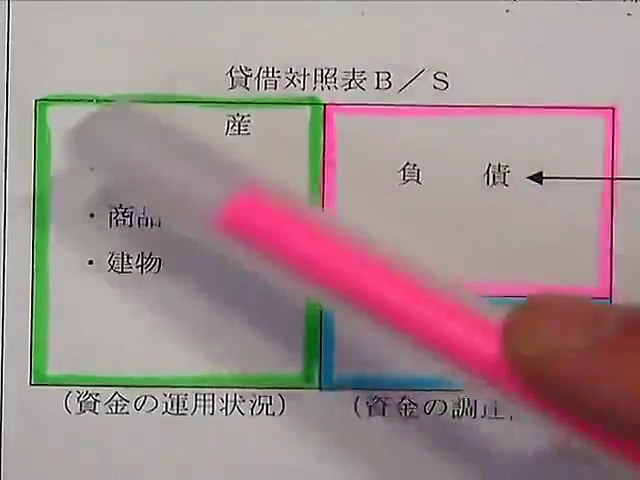 貸借対照表B/S
産
負 債
・商品
・建物
(資金の運用状況)
(資金の調達